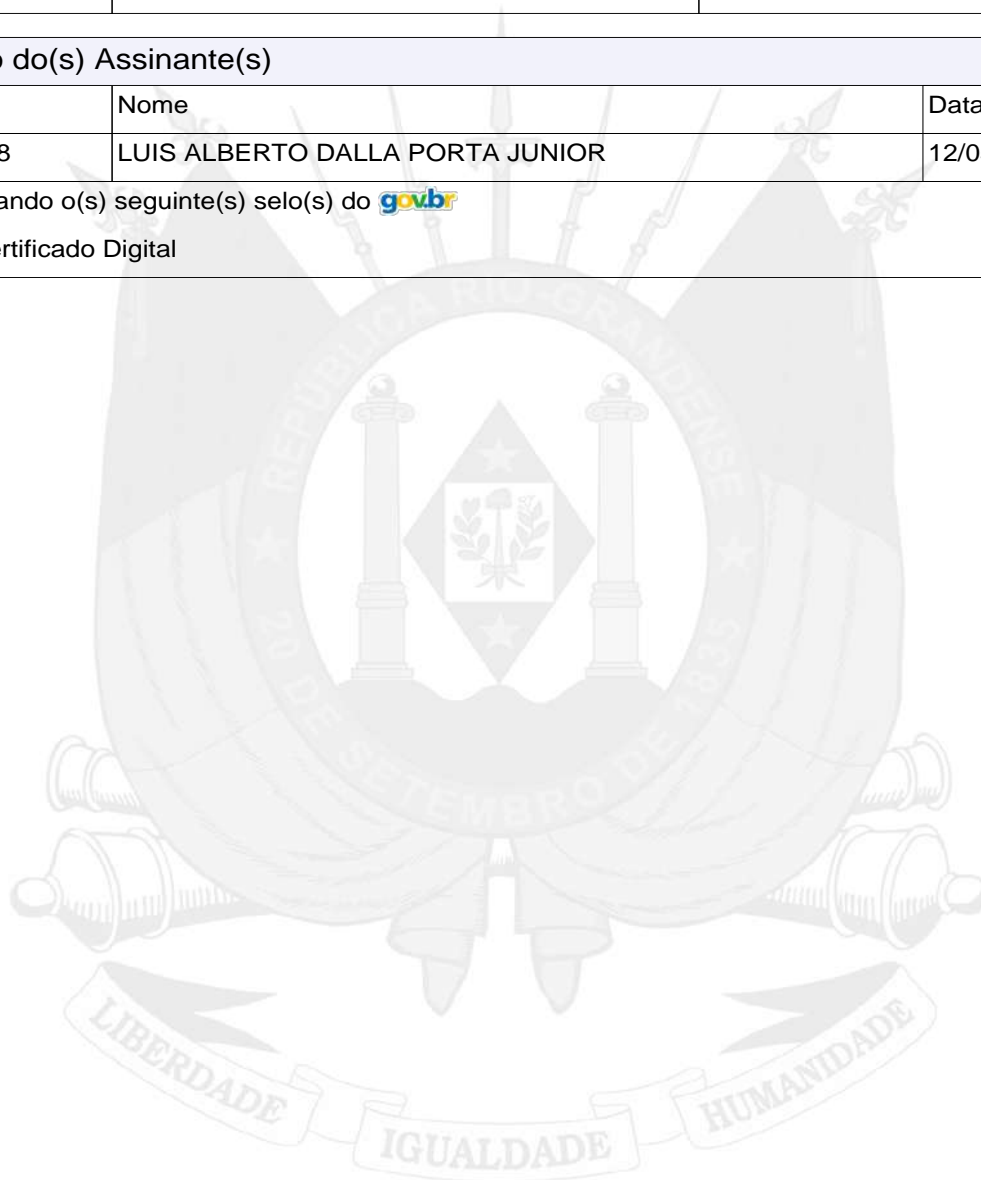 o do(s) Assinante(s)
Nome Data
8 LUIS ALBERTO DALLA PORTA JUNIOR 12/0
ando o(s) seguinte(s) selo(s) do gov.br
ertificado Digital
REPÚBLICA RIO-GRANDENSE
★ 20 DE SETEMBRO DE 1835 ★
LIBERDADE IGUALDADE HUMANIDADE